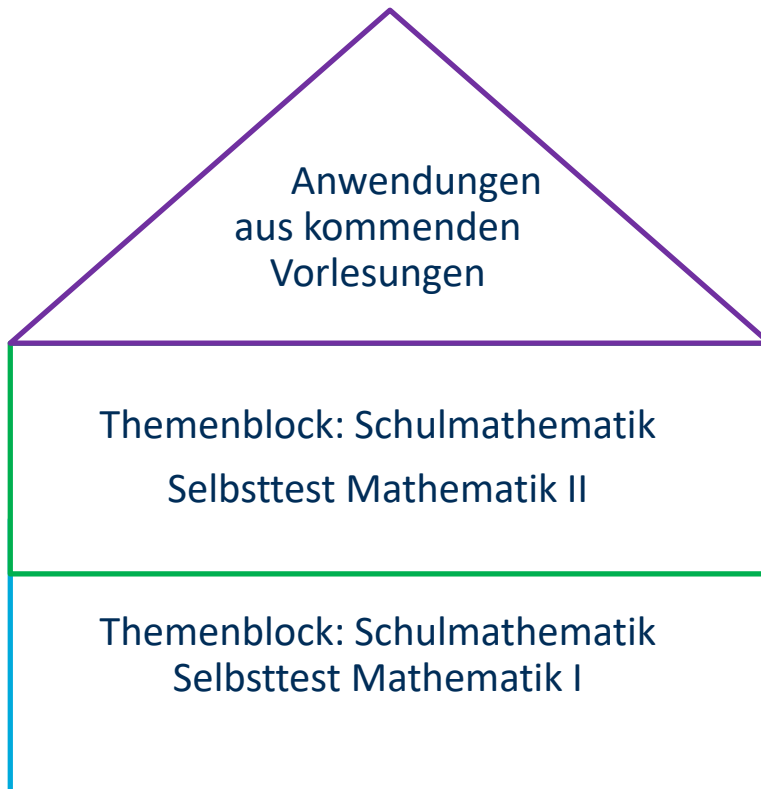 Anwendungen
aus kommenden
Vorlesungen
Themenblock: Schulmathematik
Selbsttest Mathematik II
Themenblock: Schulmathematik
Selbsttest Mathematik I